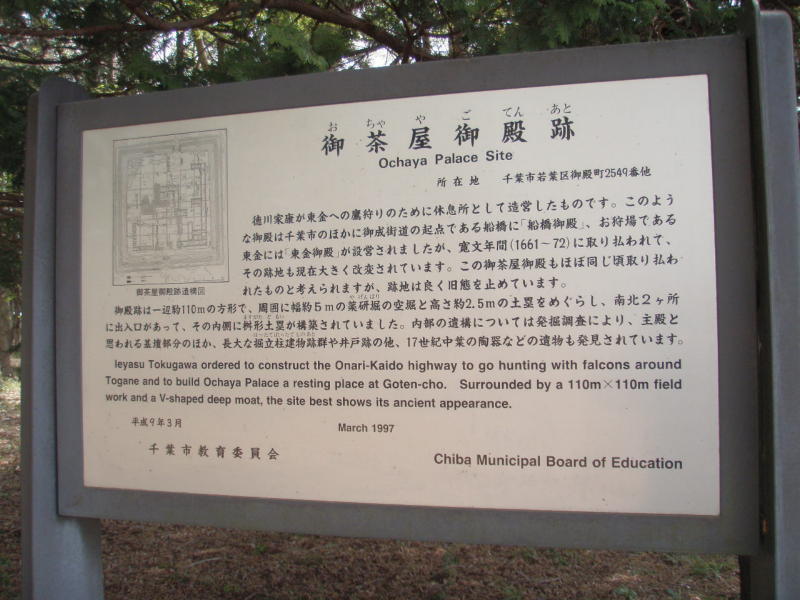 おちゃやごてんあと
御茶屋御殿跡
Ochaya Palace Site
所在地　千葉市若葉区御殿町2549番他
徳川家康が東金への鷹狩りのために休息所として造営したものです。このよう
な御殿は千葉市のほかに御成街道の起点である船橋に「船橋御殿」、お狩場である
東金には「東金御殿」が設営されましたが、寛文年間(1661～72)に取り払われて、
その跡地も現在大きく改変されています。この御茶屋御殿もほぼ同じ頃取り払わ
れたものと考えられますが、跡地は良く旧態を止めています。
御茶屋御殿跡遺構図
御殿跡は一辺約110mの方形で、周囲に幅約5mの薬研堀の空堀と高さ約2.5mの土塁をめぐらし、南北2ヶ所
に出入口があって、その内側に桝形土塁が構築されていました。内部の遺構については発掘調査により、主殿と
思われる基壇部分のほか、長大な掘立柱建物跡群や井戸跡の他、17世紀中葉の陶器などの遺物も発見されています。
Ieyasu Tokugawa ordered to construct the Onari-Kaido highway to go hunting with falcons around
Togane and to build Ochaya Palace a resting place at Goten-cho. Surrounded by a 110m×110m field
work and a V-shaped deep moat, the site best shows its ancient appearance.
平成9年3月
March 1997
千葉市教育委員会
Chiba Municipal Board of Education